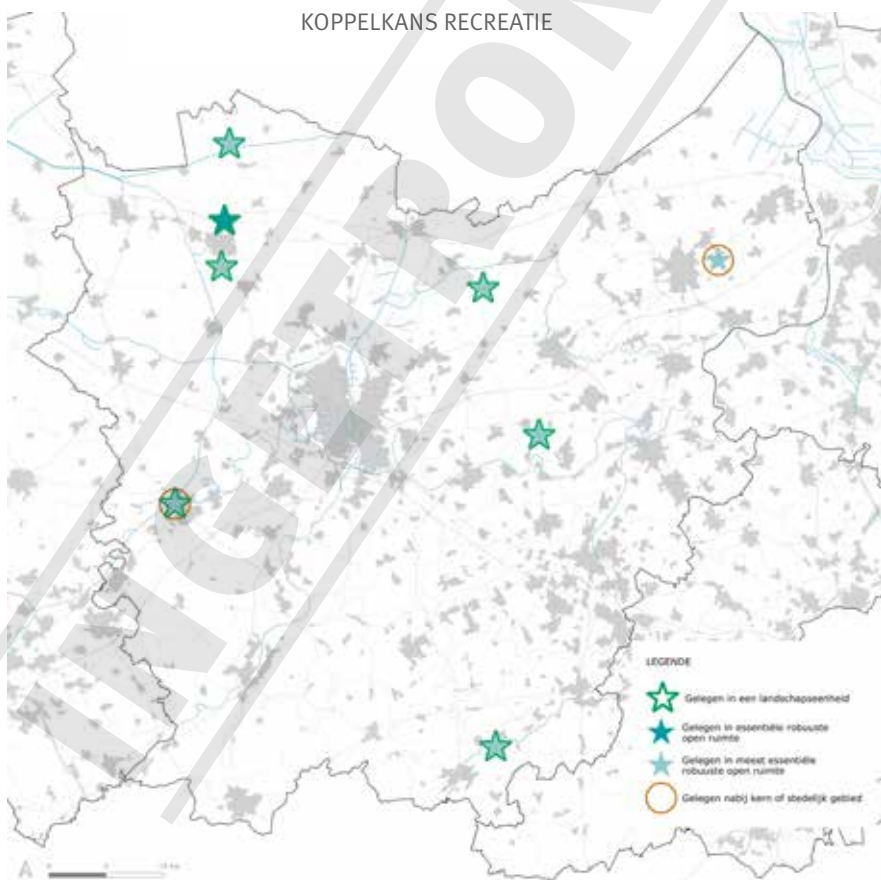 KOPPELKANS RECREATIE
INGETROK
LEGENDE
Gelegen in een landschapseenheid
Gelegen in essentiële robuuste
open ruimte
Gelegen in meest essentiële
robuuste open ruimte
Gelegen nabij kern of stedelijk gebied